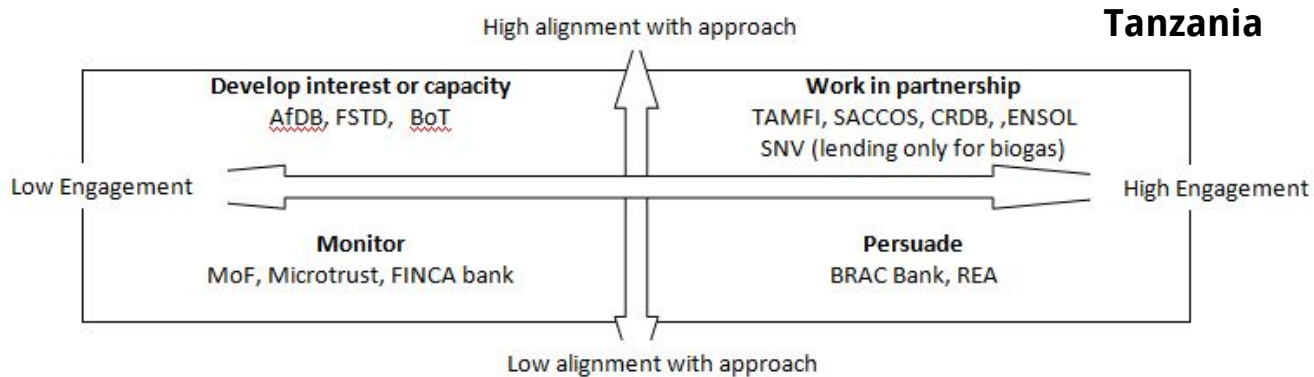 Tanzania
High alignment with approach
Develop interest or capacity
AfDB, FSTD, BoT
Work in partnership
TAMFI, SACCOS, CRDB, ,ENSOL
SNV (lending only for biogas)
Low Engagement
High Engagement
Monitor
MoF, Microtrust, FINCA bank
Persuade
BRAC Bank, REA
Low alignment with approach